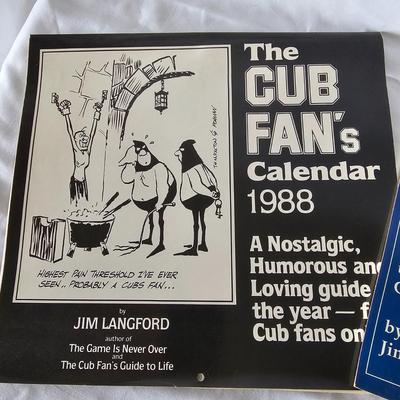 The
CUB
FAN's
Calendar
1988
A Nostalgic,
Humorous and
Loving guide
the year —
Cub fans on
HIGHEST PAIN THRESHOLD I'VE EVER
SEEN.. PROBABLY A CUBS FAN...
by
JIM LANGFORD
author of
The Game Is Never Over
and
The Cub Fan's Guide to Life
by
Jim